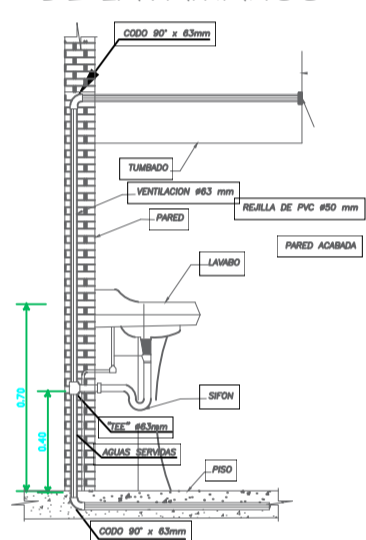 CODO 90° x 63mm
TUMBADO
VENTILACION ø63 mm
REJILLA DE PVC ø50 mm
PARED
PARED ACABADA
LAVABO
0.70
0.40
SIFON
"TEE" ø63mm
AGUAS SERVIDAS
PISO
CODO 90° x 63mm